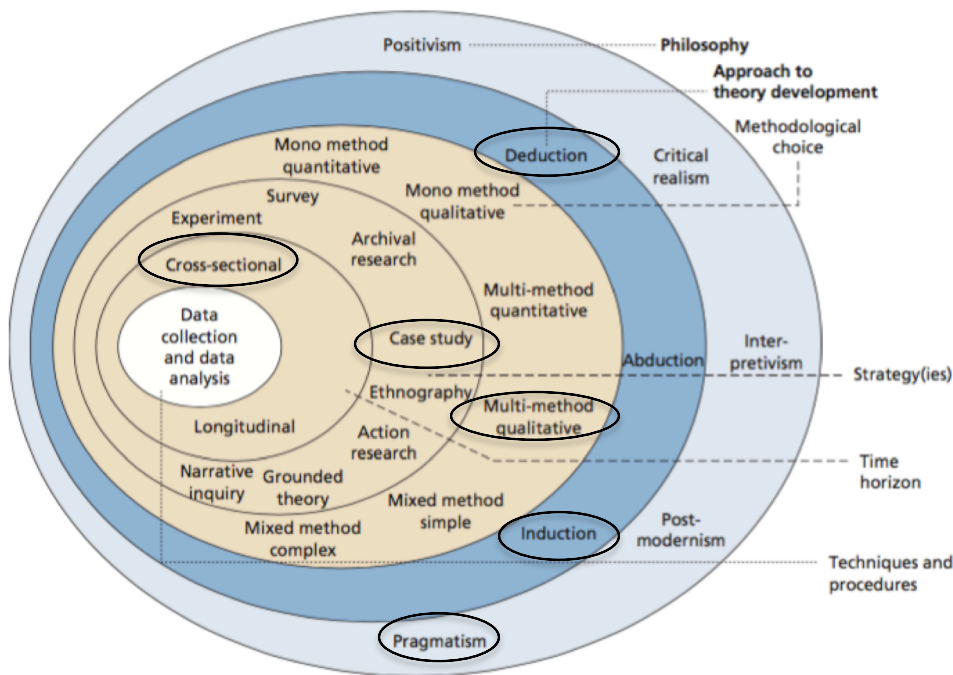 Positivism
Philosophy
Approach to
theory development
Methodological
choice
Mono method
quantitative
Deduction
Critical
realism
Mono method
qualitative
Survey
Experiment
Archival
research
Cross-sectional
Multi-method
quantitative
Data
collection
and data
analysis
Case study
Abduction
Inter-
pretivism
Strategy(ies)
Ethnography
Multi-method
qualitative
Longitudinal
Action
research
Time
horizon
Narrative
inquiry
Grounded
theory
Mixed method
simple
Mixed method
complex
Induction
Post-
modernism
Techniques and
procedures
Pragmatism